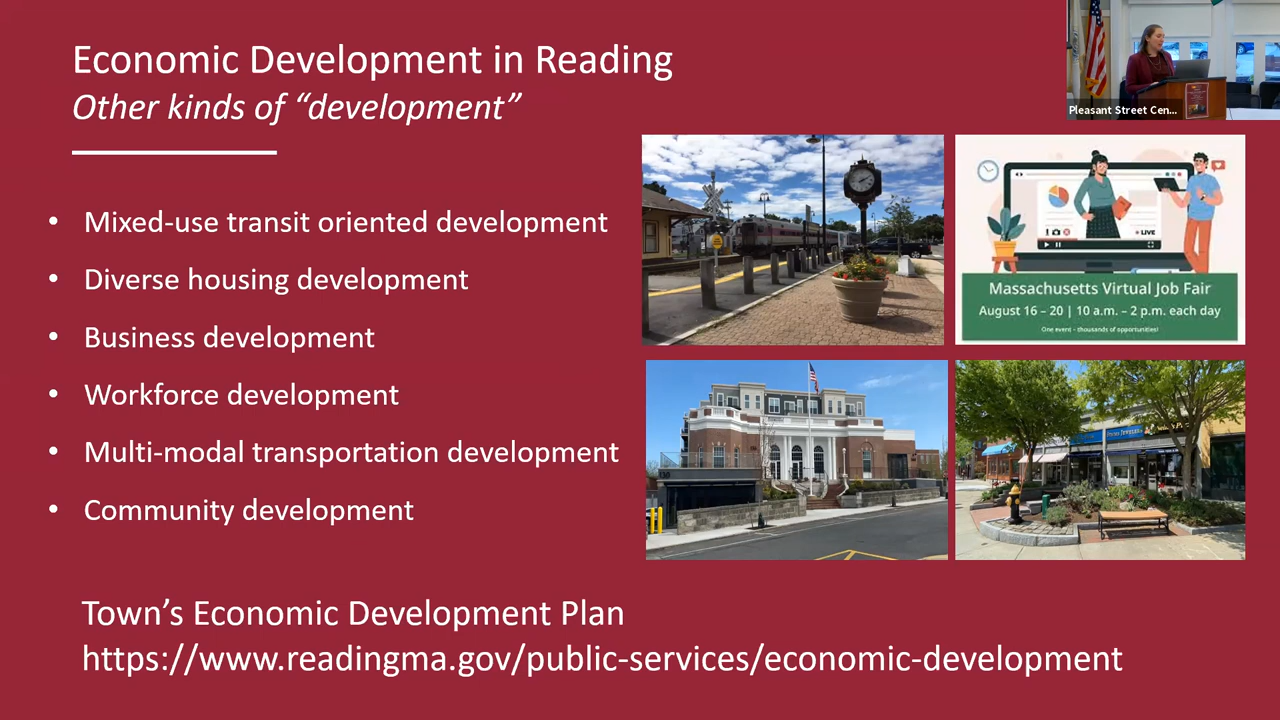 Economic Development in Reading
Other kinds of “development”
Pleasant Street Cen...
• Mixed-use transit oriented development
• Diverse housing development
• Business development
• Workforce development
• Multi-modal transportation development
• Community development
LIVE
Massachusetts Virtual Job Fair
August 16 – 20 | 10 a.m. – 2 p.m. each day
One event - thousands of opportunities!
Town’s Economic Development Plan
https://www.readingma.gov/public-services/economic-development